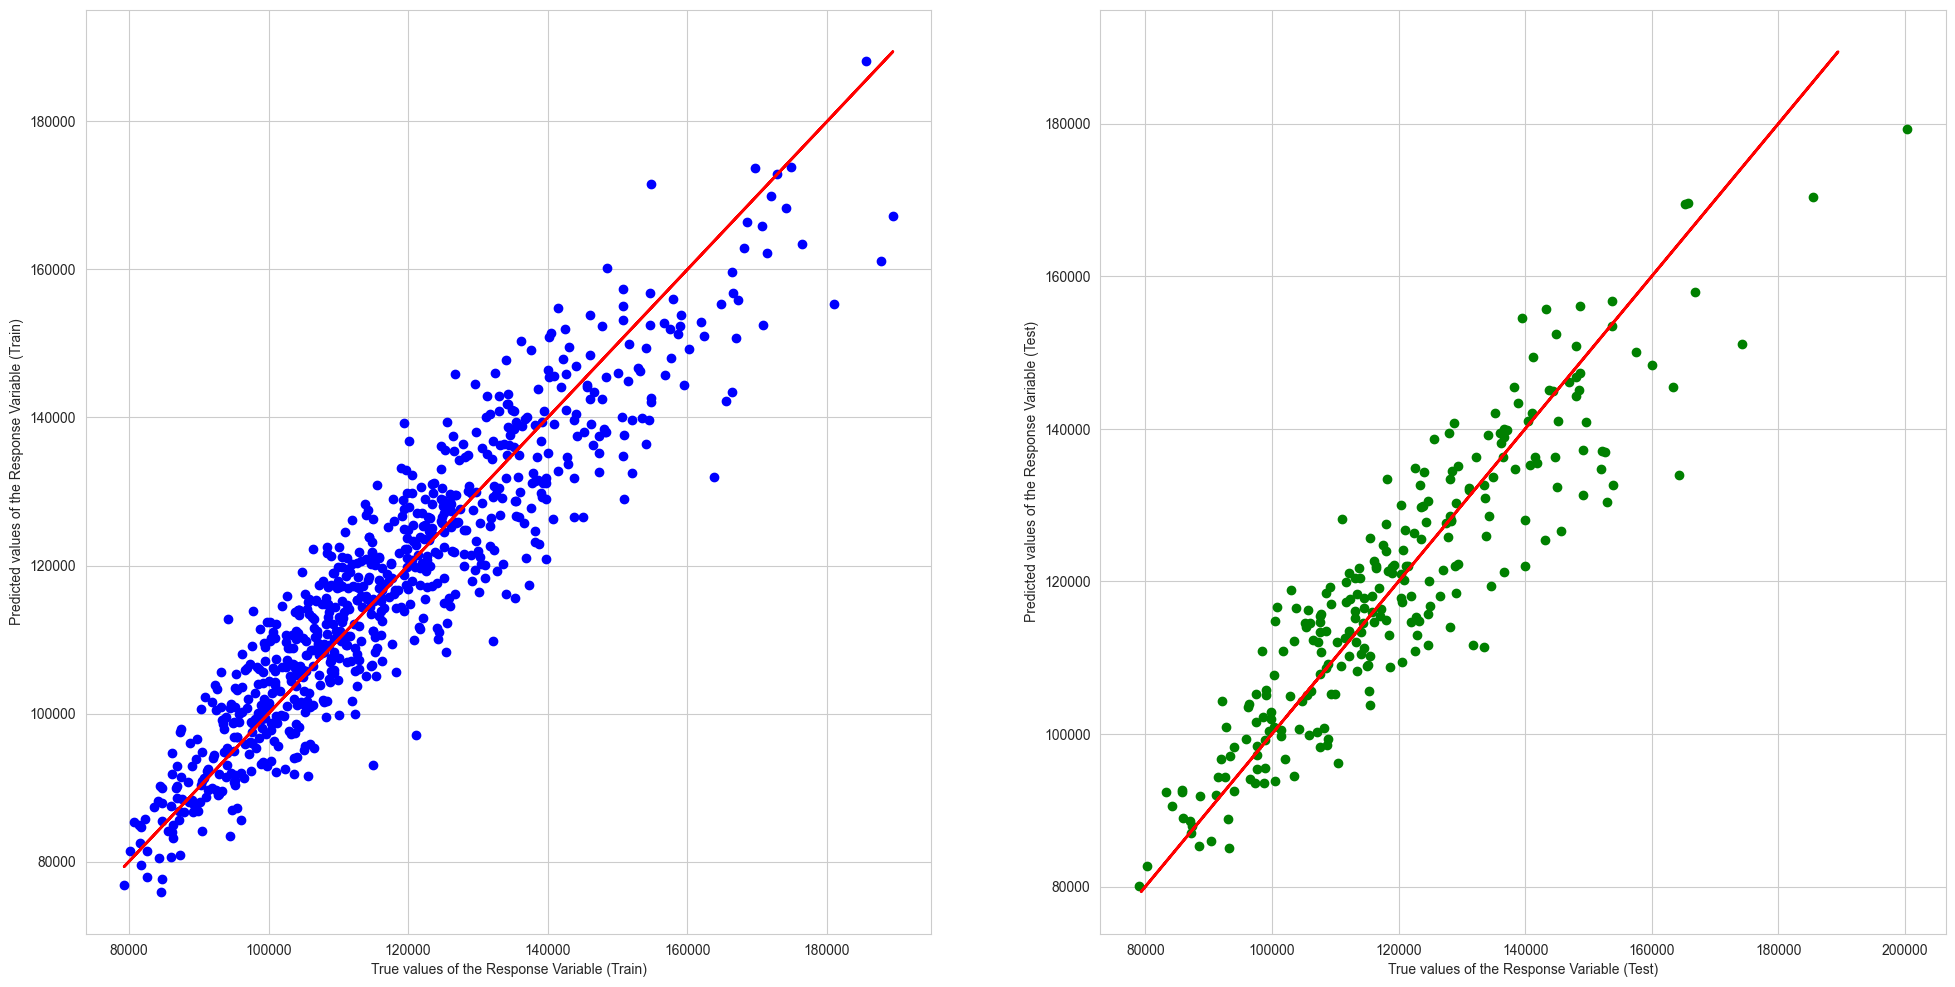 180000
160000
140000
120000
100000
80000
Predicted values of the Response Variable (Train)
80000 100000 120000 140000 160000 180000
True values of the Response Variable (Train)
180000
160000
140000
120000
100000
80000
Predicted values of the Response Variable (Test)
80000 100000 120000 140000 160000 180000 200000
True values of the Response Variable (Test)